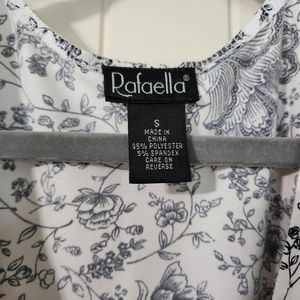 Rafaella®
S
MADE IN
CHINA
95% POLYESTER
5% SPANDEX
CARE ON
REVERSE